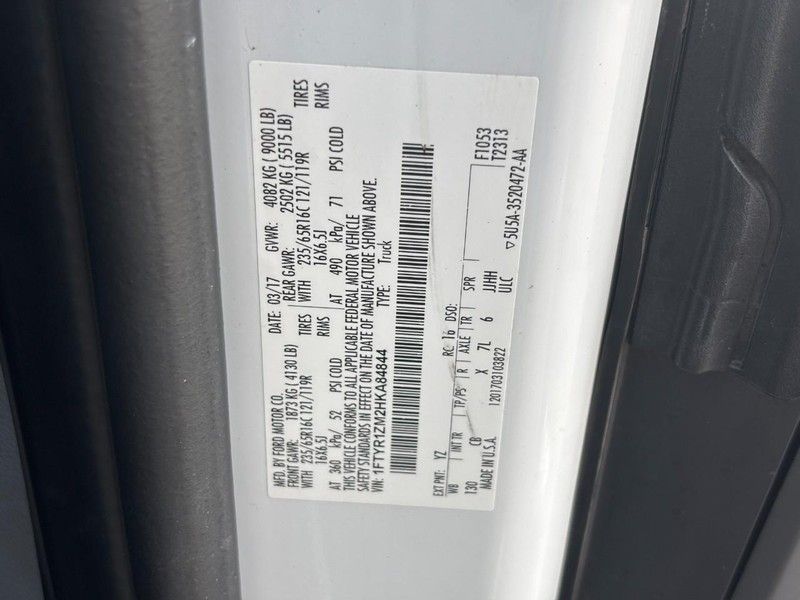 MFD. BY FORD MOTOR CO.
DATE: 03/17 GVWR: 4082 KG ( 9000 LB)
FRONT GAWR: 1873 KG ( 4130 LB) REAR GAWR: 2502 KG ( 5515 LB)
WITH 235/65R16C 121/119R TIRES WITH 235/65R16C 121/119R TIRES
16X6.5J RIMS 16X6.5J RIMS
AT 360 kPa/ 52 PSI COLD AT 490 kPa/ 71 PSI COLD
THIS VEHICLE CONFORMS TO ALL APPLICABLE FEDERAL MOTOR VEHICLE
SAFETY STANDARDS IN EFFECT ON THE DATE OF MANUFACTURE SHOWN ABOVE.
VIN: 1FTYR1ZM2HKA84844 TYPE: Truck
F1053
T2313
EXT PNT: YZ RC: 16 DSO:
WB INT TR TP/PS R AXLE TR SPR
130 CB X 7L 6 JJHH
MADE IN U.S.A. 1201703103822 ULC
▽5U5A-3520472-AA